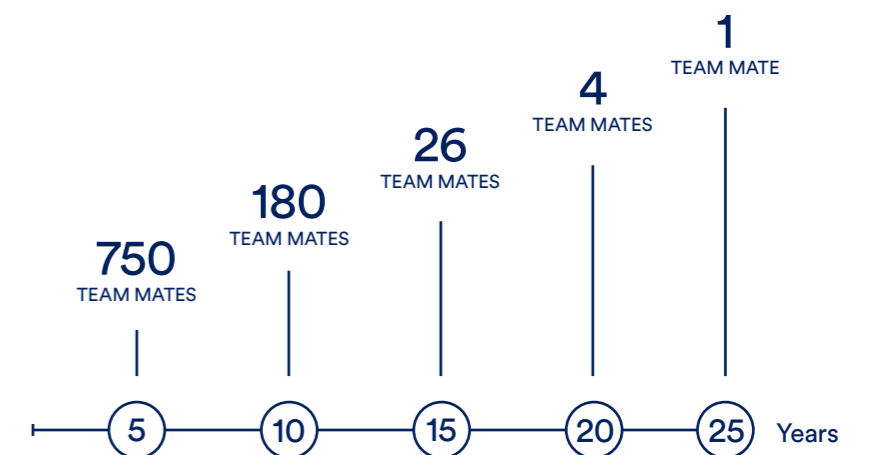 1
TEAM MATE
4
TEAM MATES
26
TEAM MATES
180
TEAM MATES
750
TEAM MATES
5 10 15 20 25 Years